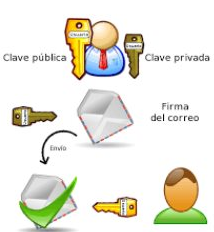 Clave pública
Clave privada
Firma
del correo
Envío